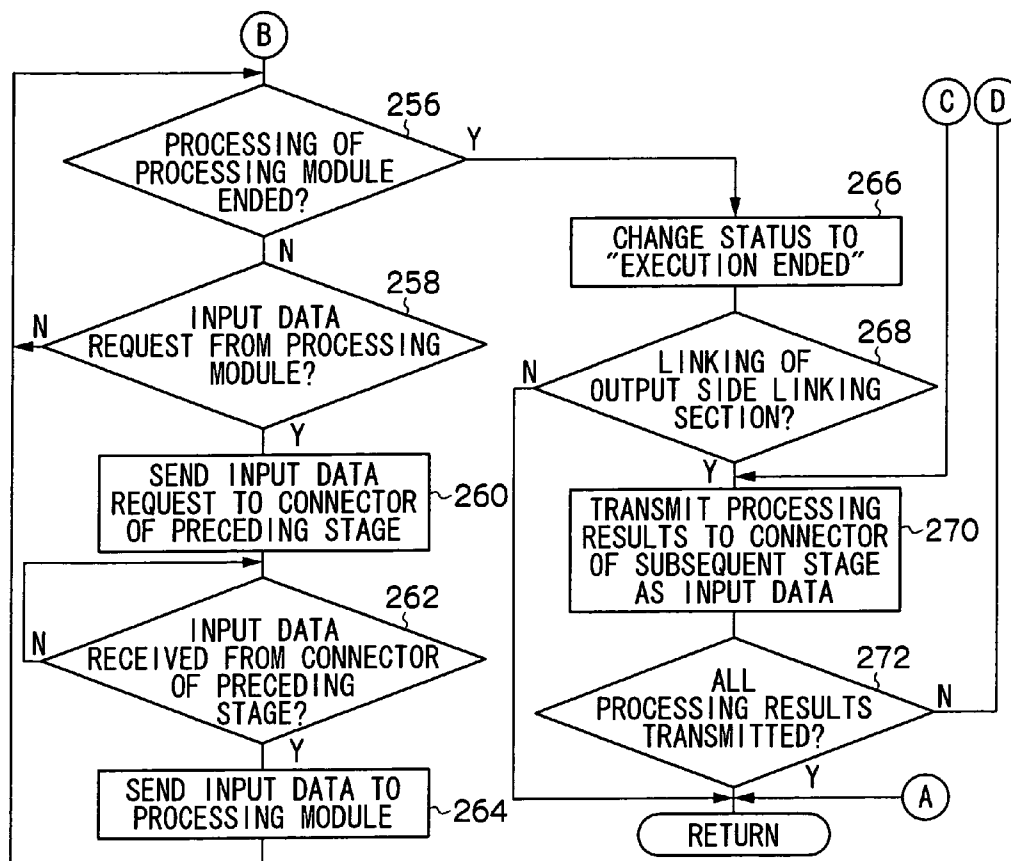 B
256
PROCESSING OF
PROCESSING MODULE
ENDED?
Y
N
258
INPUT DATA
REQUEST FROM PROCESSING
MODULE?
N
Y
SEND INPUT DATA
REQUEST TO CONNECTOR
OF PRECEDING STAGE
260
262
INPUT DATA
RECEIVED FROM CONNECTOR
OF PRECEDING
STAGE?
N
Y
SEND INPUT DATA TO
PROCESSING MODULE
264
C
D
266
CHANGE STATUS TO
"EXECUTION ENDED"
268
LINKING OF
OUTPUT SIDE LINKING
SECTION?
N
Y
TRANSMIT PROCESSING
RESULTS TO CONNECTOR
OF SUBSEQUENT STAGE
AS INPUT DATA
270
272
ALL
PROCESSING RESULTS
TRANSMITTED?
N
Y
A
RETURN